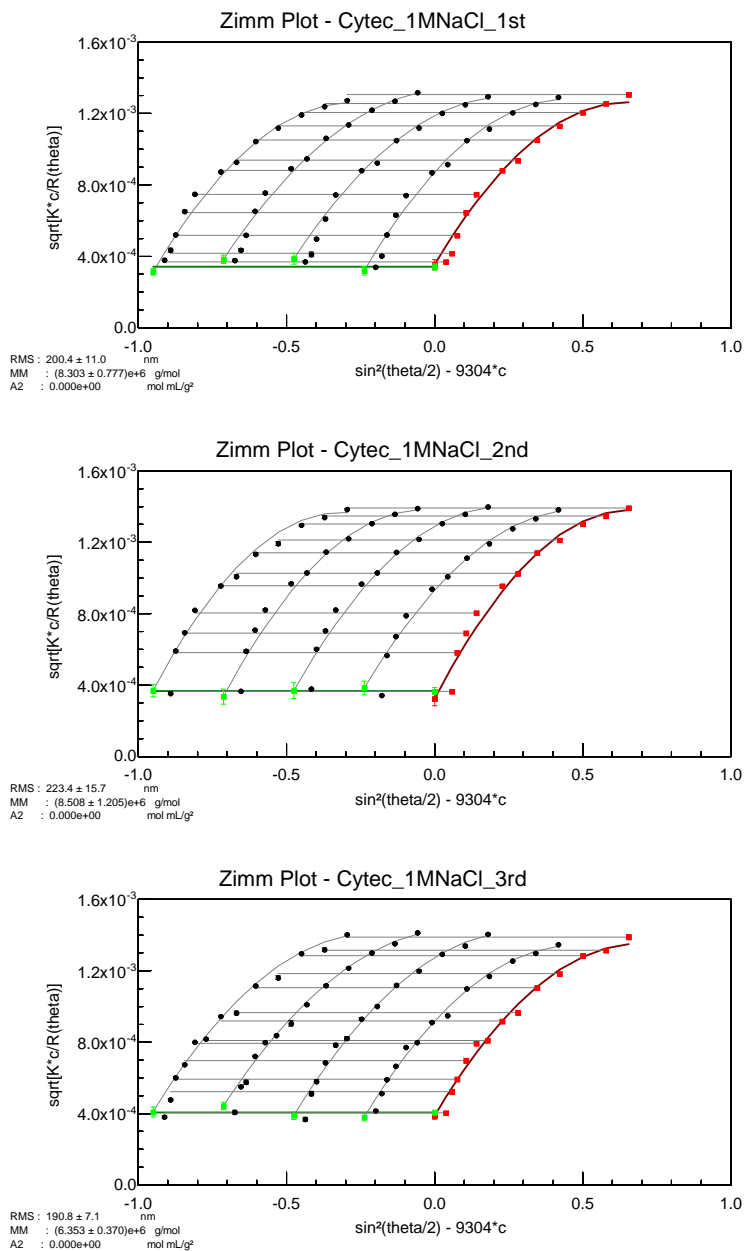 Zimm Plot - Cytec_1MNaCl_1st
1.6x10⁻³
1.2x10⁻³
8.0x10⁻⁴
4.0x10⁻⁴
0.0
sqrt[K*c/R(theta)]
-1.0 -0.5 0.0 0.5 1.0
sin²(theta/2) - 9304*c
RMS : 200.4 ± 11.0 nm
MM : (8.303 ± 0.777)e+6 g/mol
A2 : 0.000e+00 mol mL/g²
Zimm Plot - Cytec_1MNaCl_2nd
1.6x10⁻³
1.2x10⁻³
8.0x10⁻⁴
4.0x10⁻⁴
0.0
sqrt[K*c/R(theta)]
-1.0 -0.5 0.0 0.5 1.0
sin²(theta/2) - 9304*c
RMS : 223.4 ± 15.7 nm
MM : (8.508 ± 1.205)e+6 g/mol
A2 : 0.000e+00 mol mL/g²
Zimm Plot - Cytec_1MNaCl_3rd
1.6x10⁻³
1.2x10⁻³
8.0x10⁻⁴
4.0x10⁻⁴
0.0
sqrt[K*c/R(theta)]
-1.0 -0.5 0.0 0.5 1.0
sin²(theta/2) - 9304*c
RMS : 190.8 ± 7.1 nm
MM : (6.353 ± 0.370)e+6 g/mol
A2 : 0.000e+00 mol mL/g²